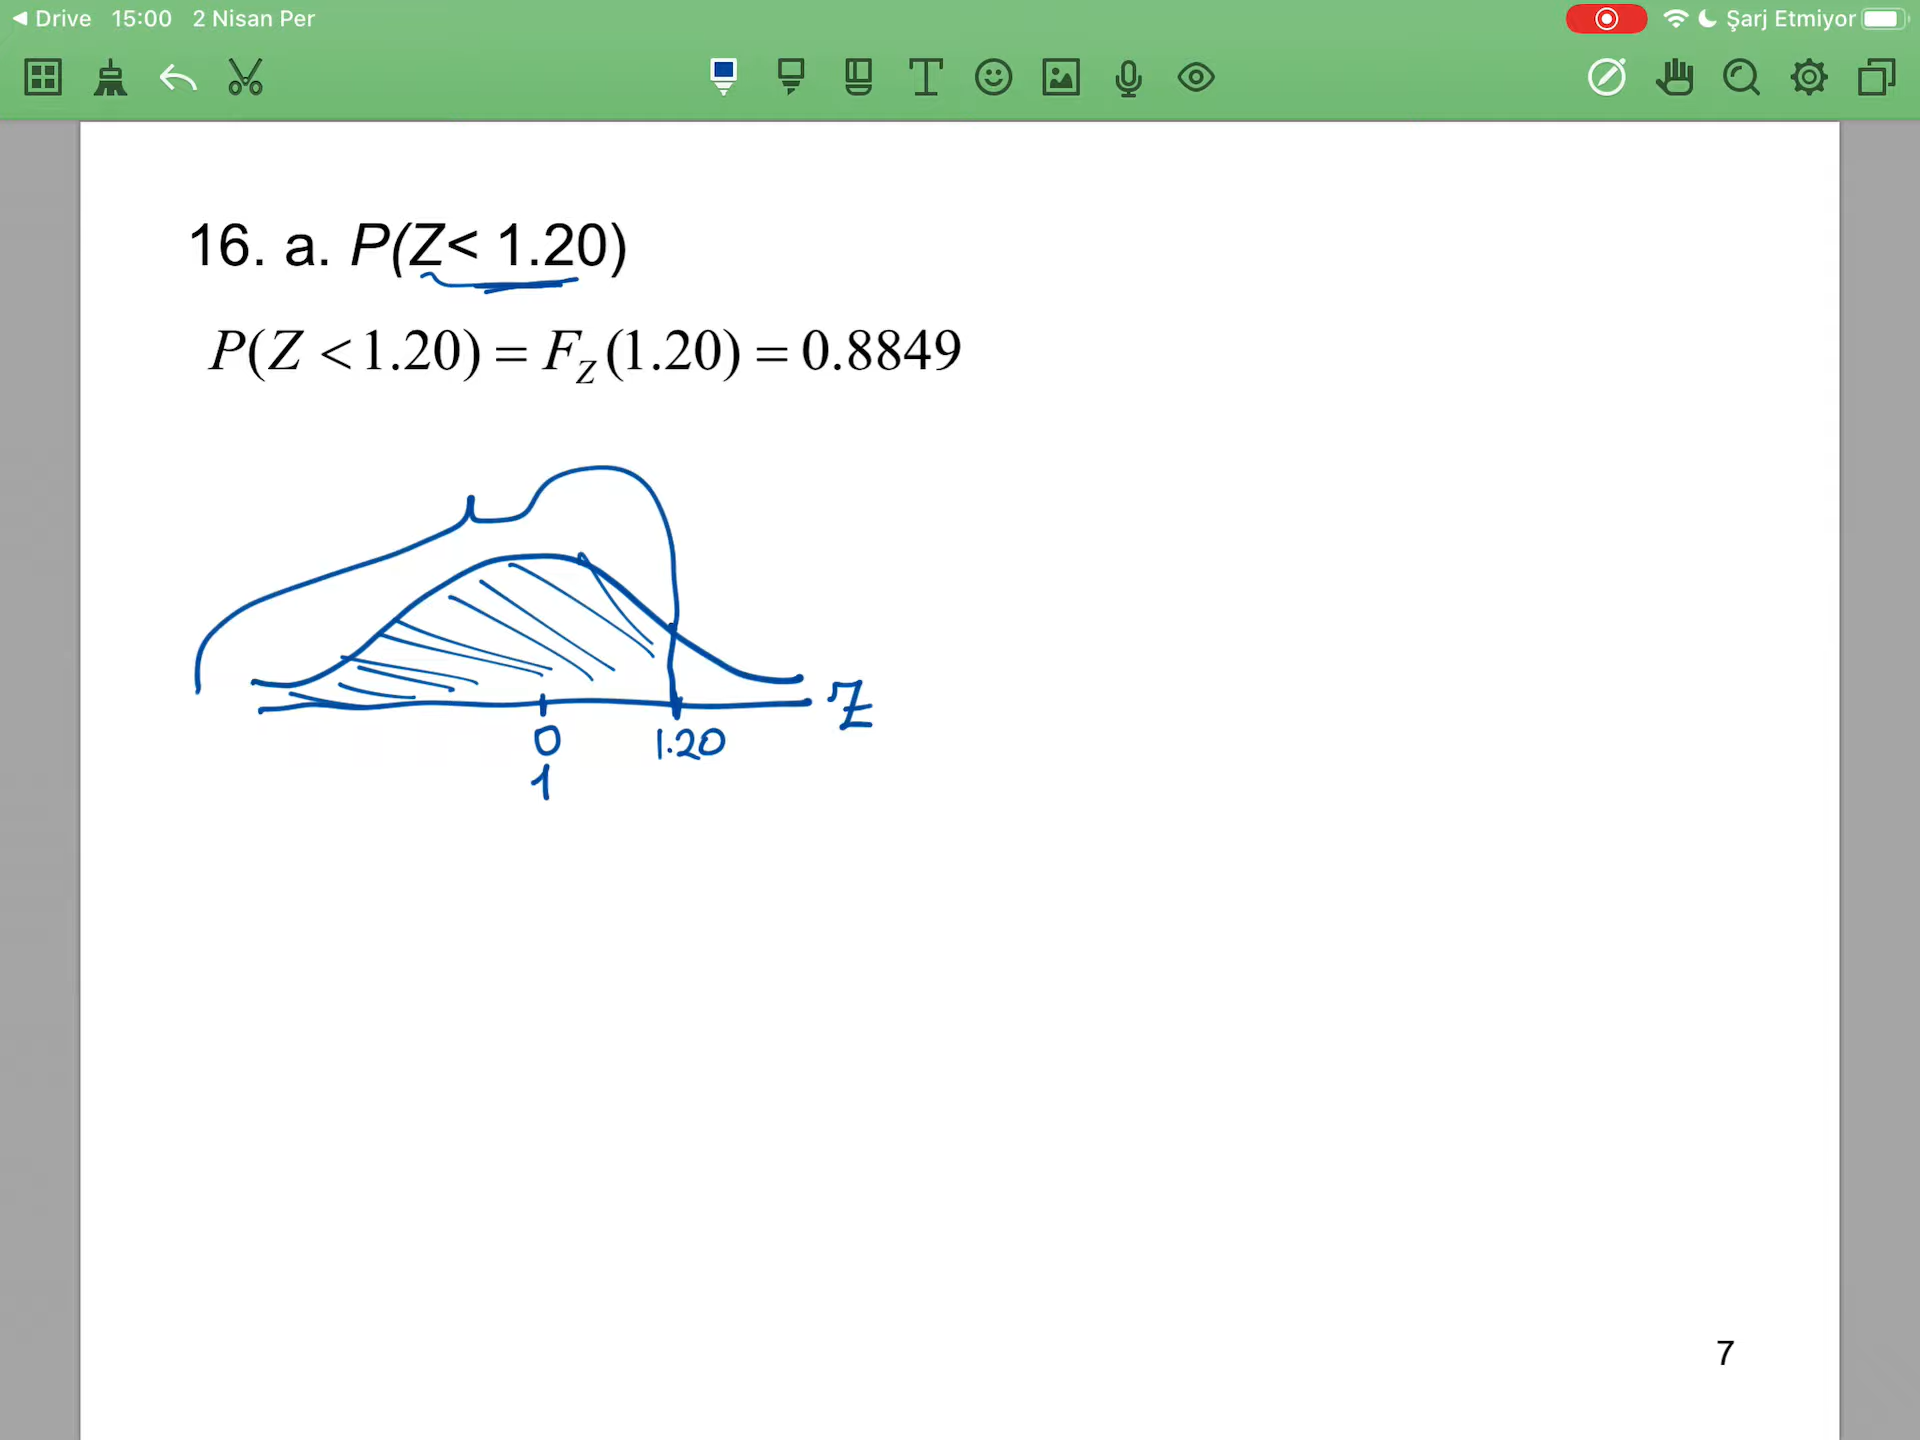 Drive 15:00 2 Nisan Per Şarj Etmiyor
16. a. P(Z< 1.20)
P(Z < 1.20) = F_Z(1.20) = 0.8849
Z
0 1.20
1
7